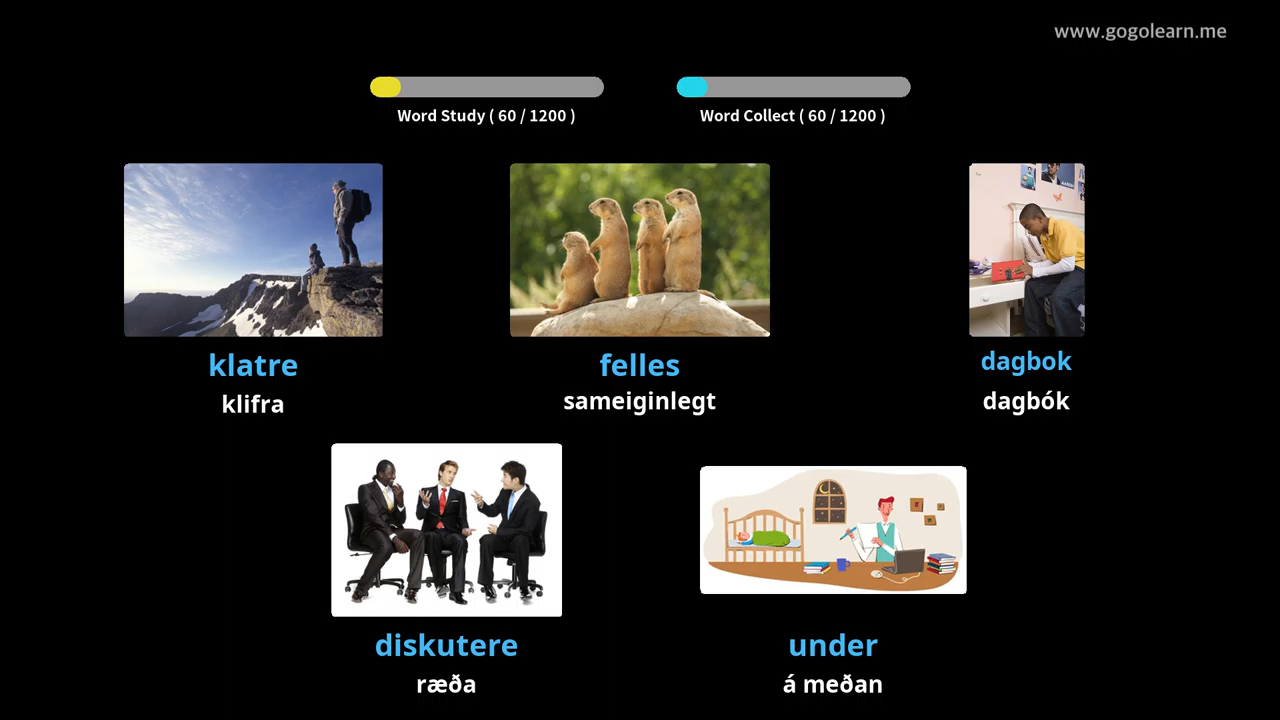 www.gogolearn.me
Word Study ( 60 / 1200 )
Word Collect ( 60 / 1200 )
klatre
klifra
felles
sameiginlegt
dagbok
dagbók
diskutere
ræða
under
á meðan